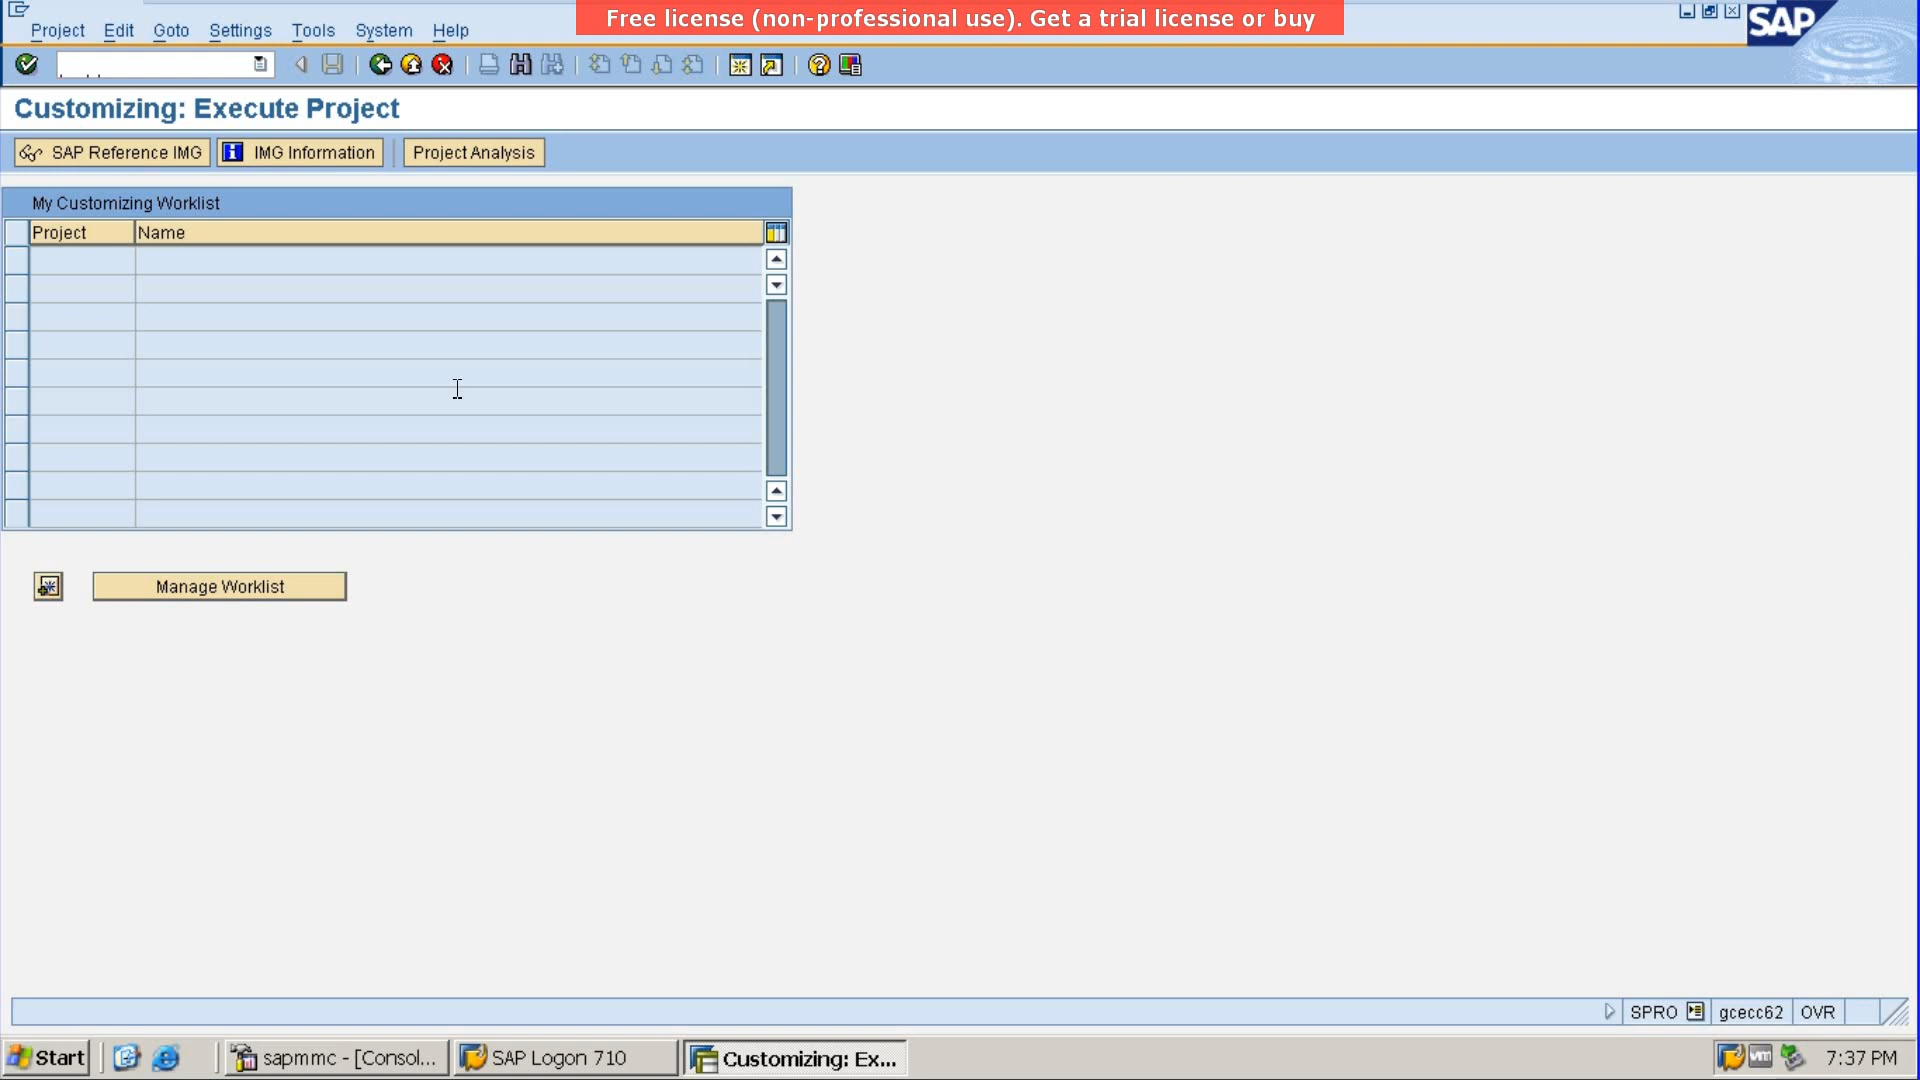 Free license (non-professional use). Get a trial license or buy
Project Edit Goto Settings Tools System Help
SAP
Customizing: Execute Project
SAP Reference IMG IMG Information Project Analysis
My Customizing Worklist
Project Name
Manage Worklist
SPRO gcecc62 OVR
Start sapmmc - [Consol... SAP Logon 710 Customizing: Ex... 7:37 PM